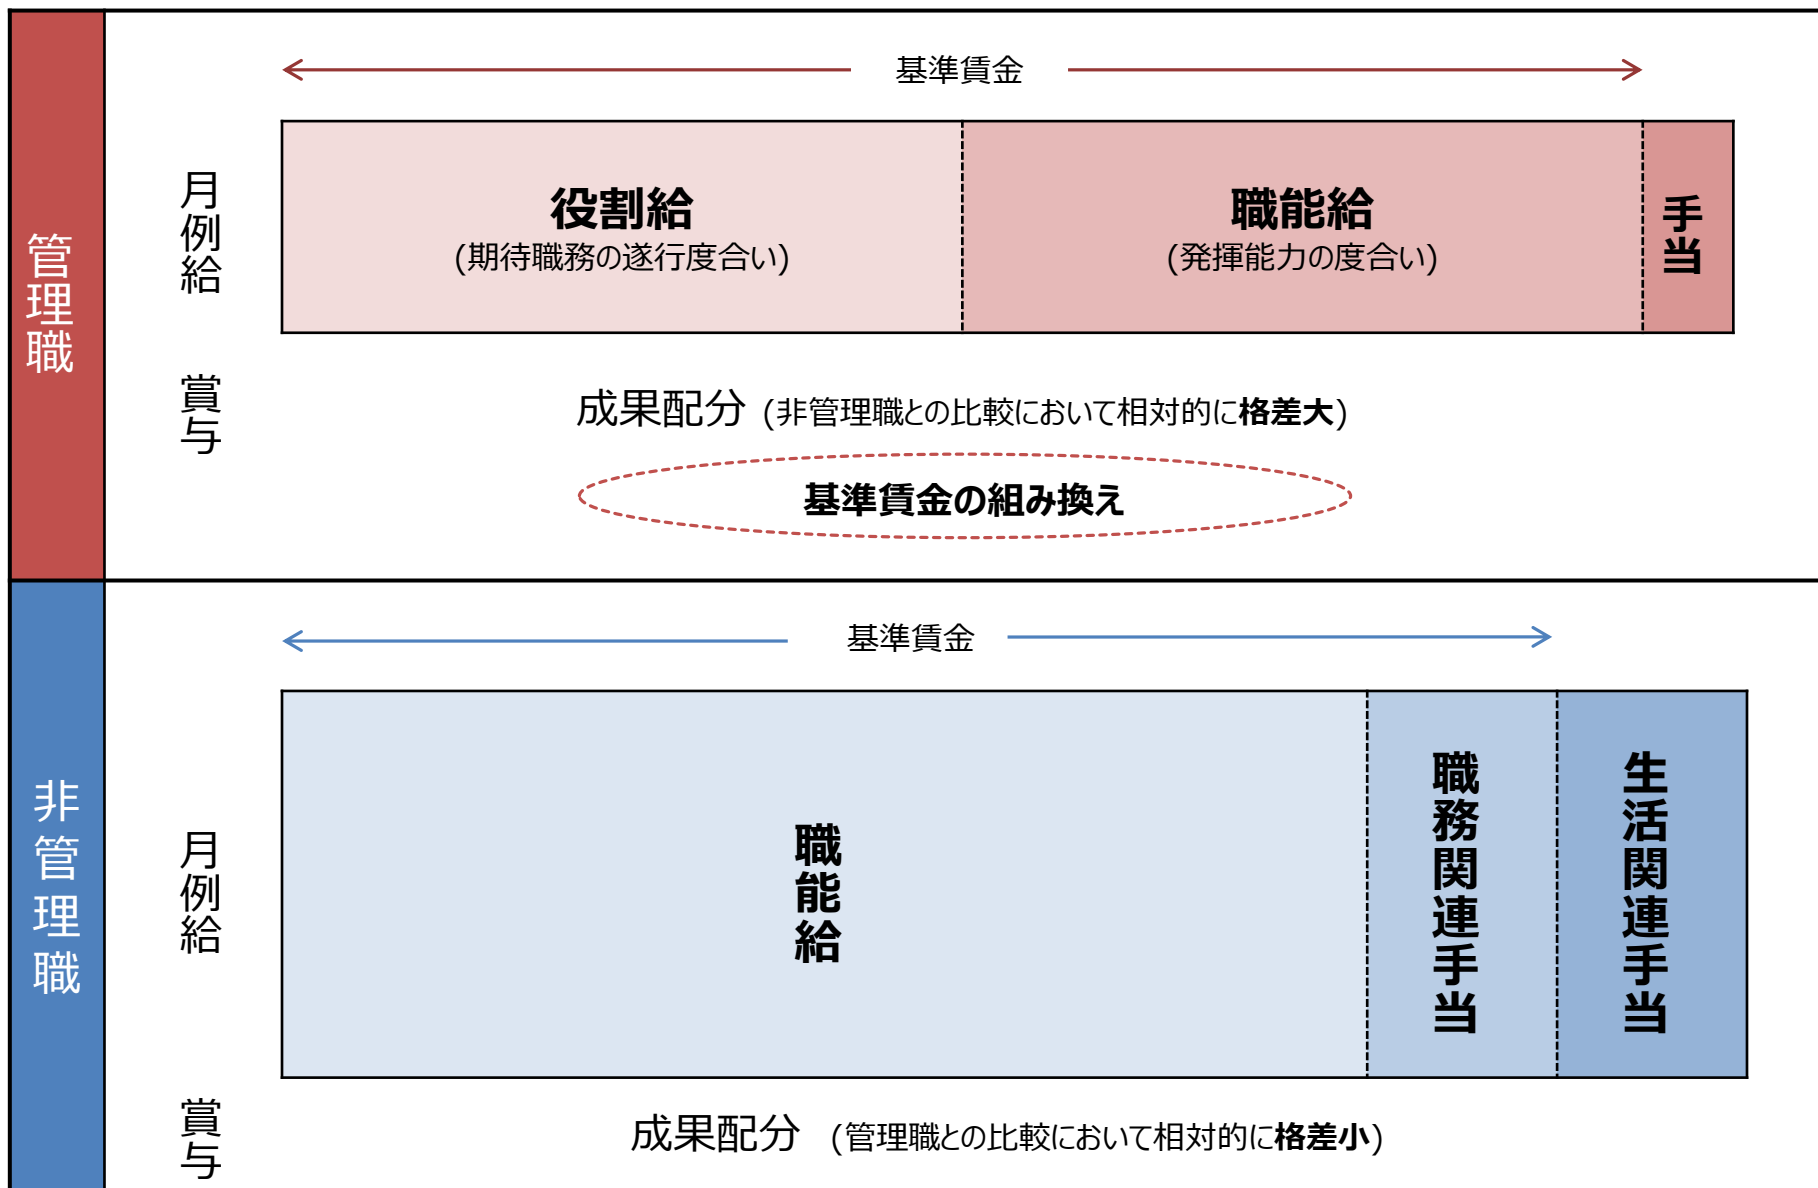 管理職
基準賃金
月例給
役割給
(期待職務の遂行度合い)
職能給
(発揮能力の度合い)
手当
賞与
成果配分 (非管理職との比較において相対的に格差大)
基準賃金の組み換え
非管理職
基準賃金
月例給
職能給
職務関連手当
生活関連手当
賞与
成果配分 (管理職との比較において相対的に格差小)